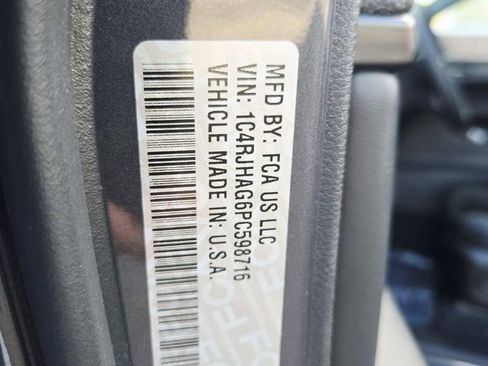 MFD BY: FCA US LLC
VIN: 1C4RJHAG6PC598716
VEHICLE MADE IN: U.S.A.